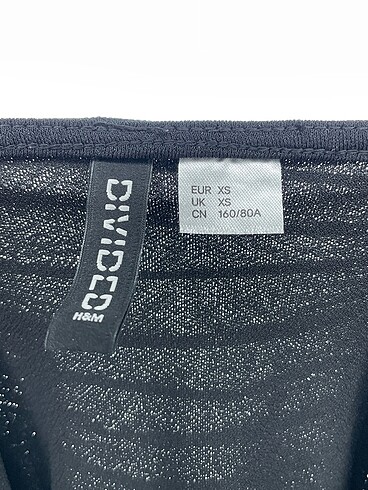 DIVIDED
H&M
EUR XS
UK XS
CN 160/80A